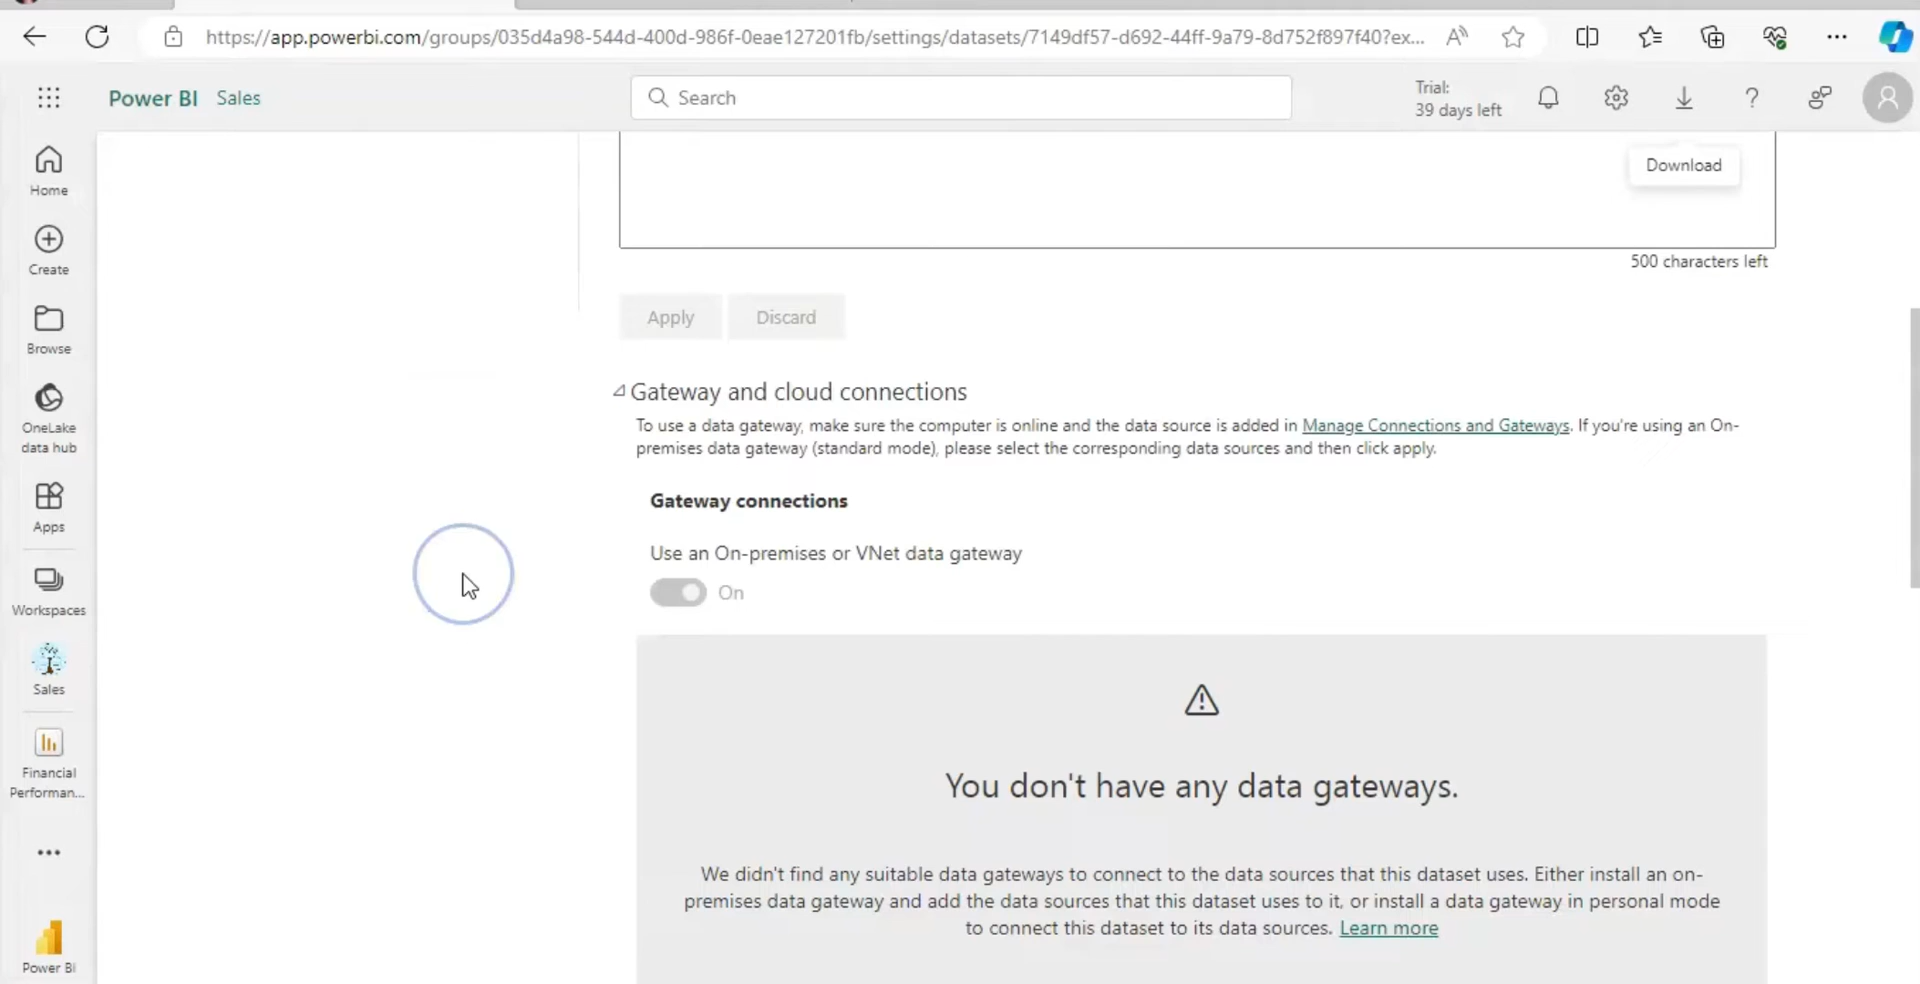 https://app.powerbi.com/groups/035d4a98-544d-400d-986f-0eae127201fb/settings/datasets/7149df57-d692-44ff-9a79-8d752f897f40?ex...
Power BI Sales
Search
Trial:
39 days left
Home
Create
Browse
OneLake
data hub
Apps
Workspaces
Sales
Financial
Performan...
Power BI
Download
500 characters left
Apply Discard
Gateway and cloud connections
To use a data gateway, make sure the computer is online and the data source is added in Manage Connections and Gateways. If you're using an On-
premises data gateway (standard mode), please select the corresponding data sources and then click apply.
Gateway connections
Use an On-premises or VNet data gateway
On
You don't have any data gateways.
We didn't find any suitable data gateways to connect to the data sources that this dataset uses. Either install an on-
premises data gateway and add the data sources that this dataset uses to it, or install a data gateway in personal mode
to connect this dataset to its data sources. Learn more